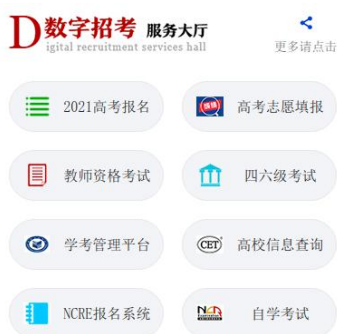 D数字招考 服务大厅
igital recruitment services hall
更多请点击
2021高考报名
高考志愿填报
教师资格考试
四六级考试
学考管理平台
CET
高校信息查询
NCRE报名系统
自学考试